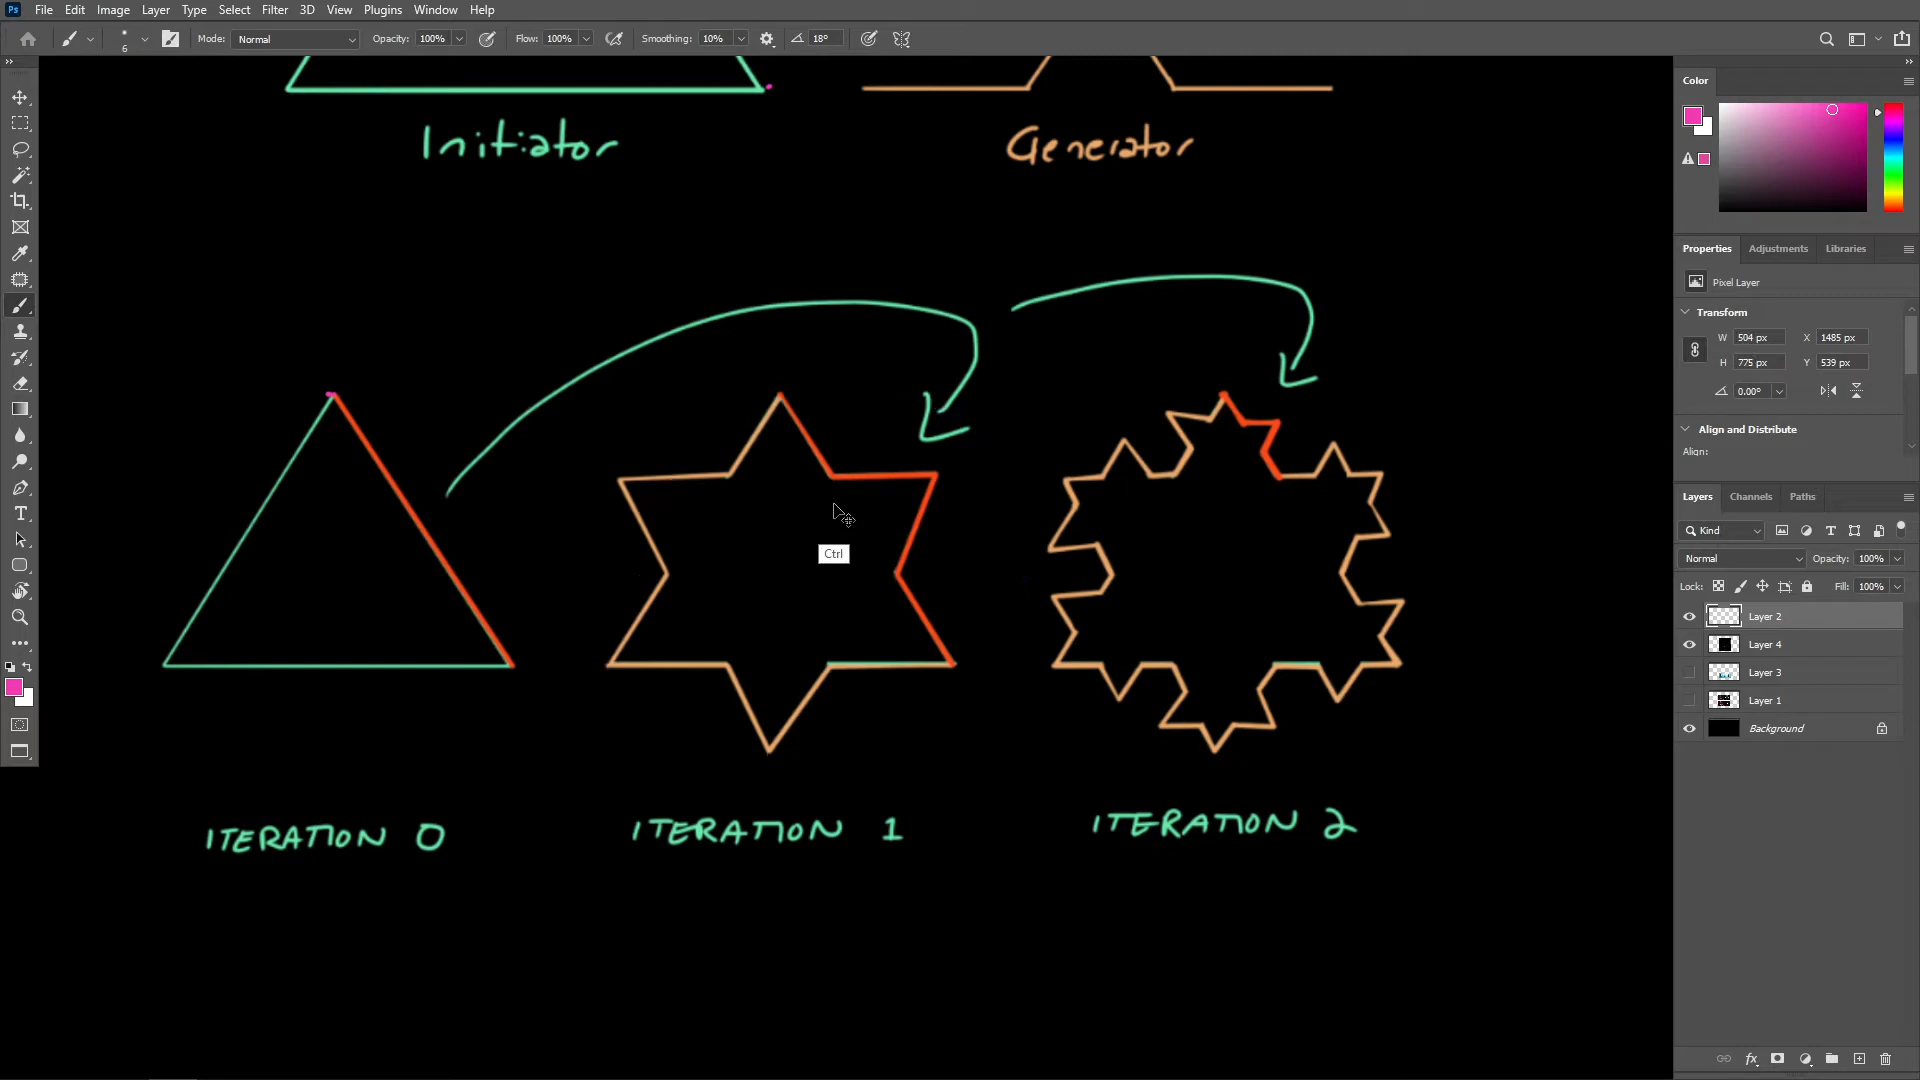 Ps File Edit Image Layer Type Select Filter 3D View Plugins Window Help
6 Mode: Normal Opacity: 100% Flow: 100% Smoothing: 10% 18°
Color
Initiator
Generator
Properties Adjustments Libraries
Pixel Layer
Transform
W 504 px X 1485 px
H 775 px Y 539 px
0.00°
Align and Distribute
Align:
Layers Channels Paths
Kind
Normal Opacity: 100%
Lock: Fill: 100%
Layer 2
Layer 4
Layer 3
Layer 1
Background
Ctrl
ITERATION 0
ITERATION 1
ITERATION 2